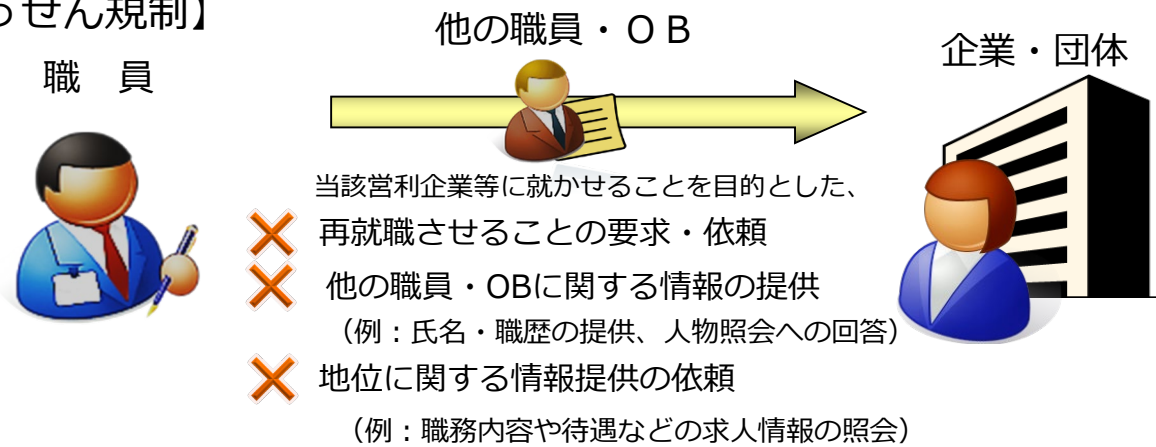 っせん規制】
職　員
他の職員・ＯＢ
企業・団体
当該営利企業等に就かせることを目的とした、
再就職させることの要求・依頼
他の職員・OBに関する情報の提供
（例：氏名・職歴の提供、人物照会への回答）
地位に関する情報提供の依頼
（例：職務内容や待遇などの求人情報の照会）